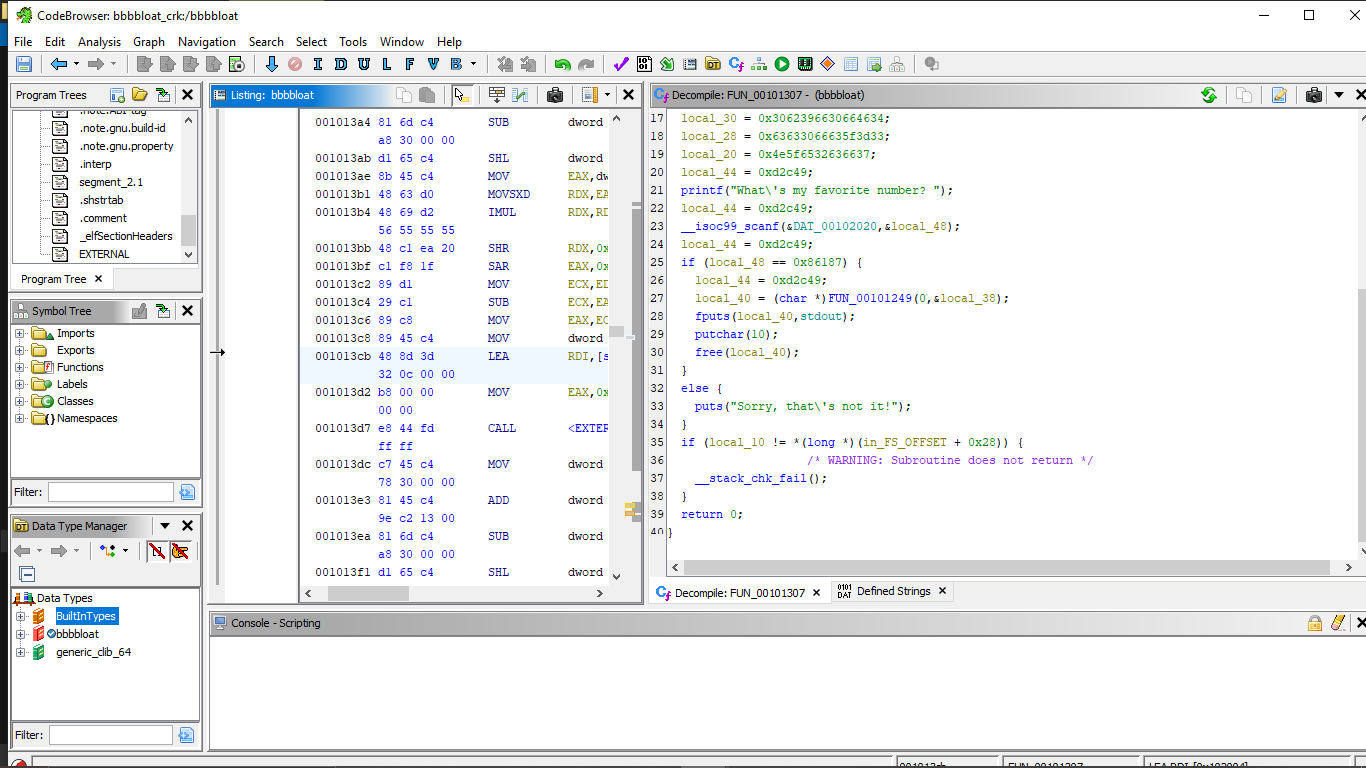 CodeBrowser: bbbbloat_crk:/bbbbloat
File Edit Analysis Graph Navigation Search Select Tools Window Help
I D U L F V B
Program Trees
.note.ABI-tag
.note.gnu.build-id
.note.gnu.property
.interp
segment_2.1
.shstrtab
.comment
_elfSectionHeaders
EXTERNAL
Program Tree
Symbol Tree
Imports
Exports
Functions
Labels
Classes
Namespaces
Filter:
Data Type Manager
Data Types
BuiltInTypes
bbbbloat
generic_clib_64
Filter:
Listing: bbbbloat
001013a4 81 6d c4 SUB dword
a8 30 00 00
001013ab d1 65 c4 SHL dword
001013ae 8b 45 c4 MOV EAX,dw
001013b1 48 63 d0 MOVSXD RDX,EA
001013b4 48 69 d2 IMUL RDX,RD
56 55 55 55
001013bb 48 c1 ea 20 SHR RDX,0x
001013bf c1 f8 1f SAR EAX,0x
001013c2 89 d1 MOV ECX,ED
001013c4 29 c1 SUB ECX,EA
001013c6 89 c8 MOV EAX,EC
001013c8 89 45 c4 MOV dword
001013cb 48 8d 3d LEA RDI,[s
32 0c 00 00
001013d2 b8 00 00 MOV EAX,0x
00 00
001013d7 e8 44 fd CALL <EXTER
ff ff
001013dc c7 45 c4 MOV dword
78 30 00 00
001013e3 81 45 c4 ADD dword
9e c2 13 00
001013ea 81 6d c4 SUB dword
a8 30 00 00
001013f1 d1 65 c4 SHL dword
Decompile: FUN_00101307 - (bbbbloat)
17 local_30 = 0x3062396630664634;
18 local_28 = 0x63633066635f3d33;
19 local_20 = 0x4e5f6532636637;
20 local_44 = 0xd2c49;
21 printf("What\'s my favorite number? ");
22 local_44 = 0xd2c49;
23 __isoc99_scanf(&DAT_00102020,&local_48);
24 local_44 = 0xd2c49;
25 if (local_48 == 0x86187) {
26 local_44 = 0xd2c49;
27 local_40 = (char *)FUN_00101249(0,&local_38);
28 fputs(local_40,stdout);
29 putchar(10);
30 free(local_40);
31 }
32 else {
33 puts("Sorry, that\'s not it!");
34 }
35 if (local_10 != *(long *)(in_FS_OFFSET + 0x28)) {
36 /* WARNING: Subroutine does not return */
37 __stack_chk_fail();
38 }
39 return 0;
40 }
Decompile: FUN_00101307
Defined Strings
Console - Scripting
001013cb FUN_00101307 LEA RDI,[0x102004]